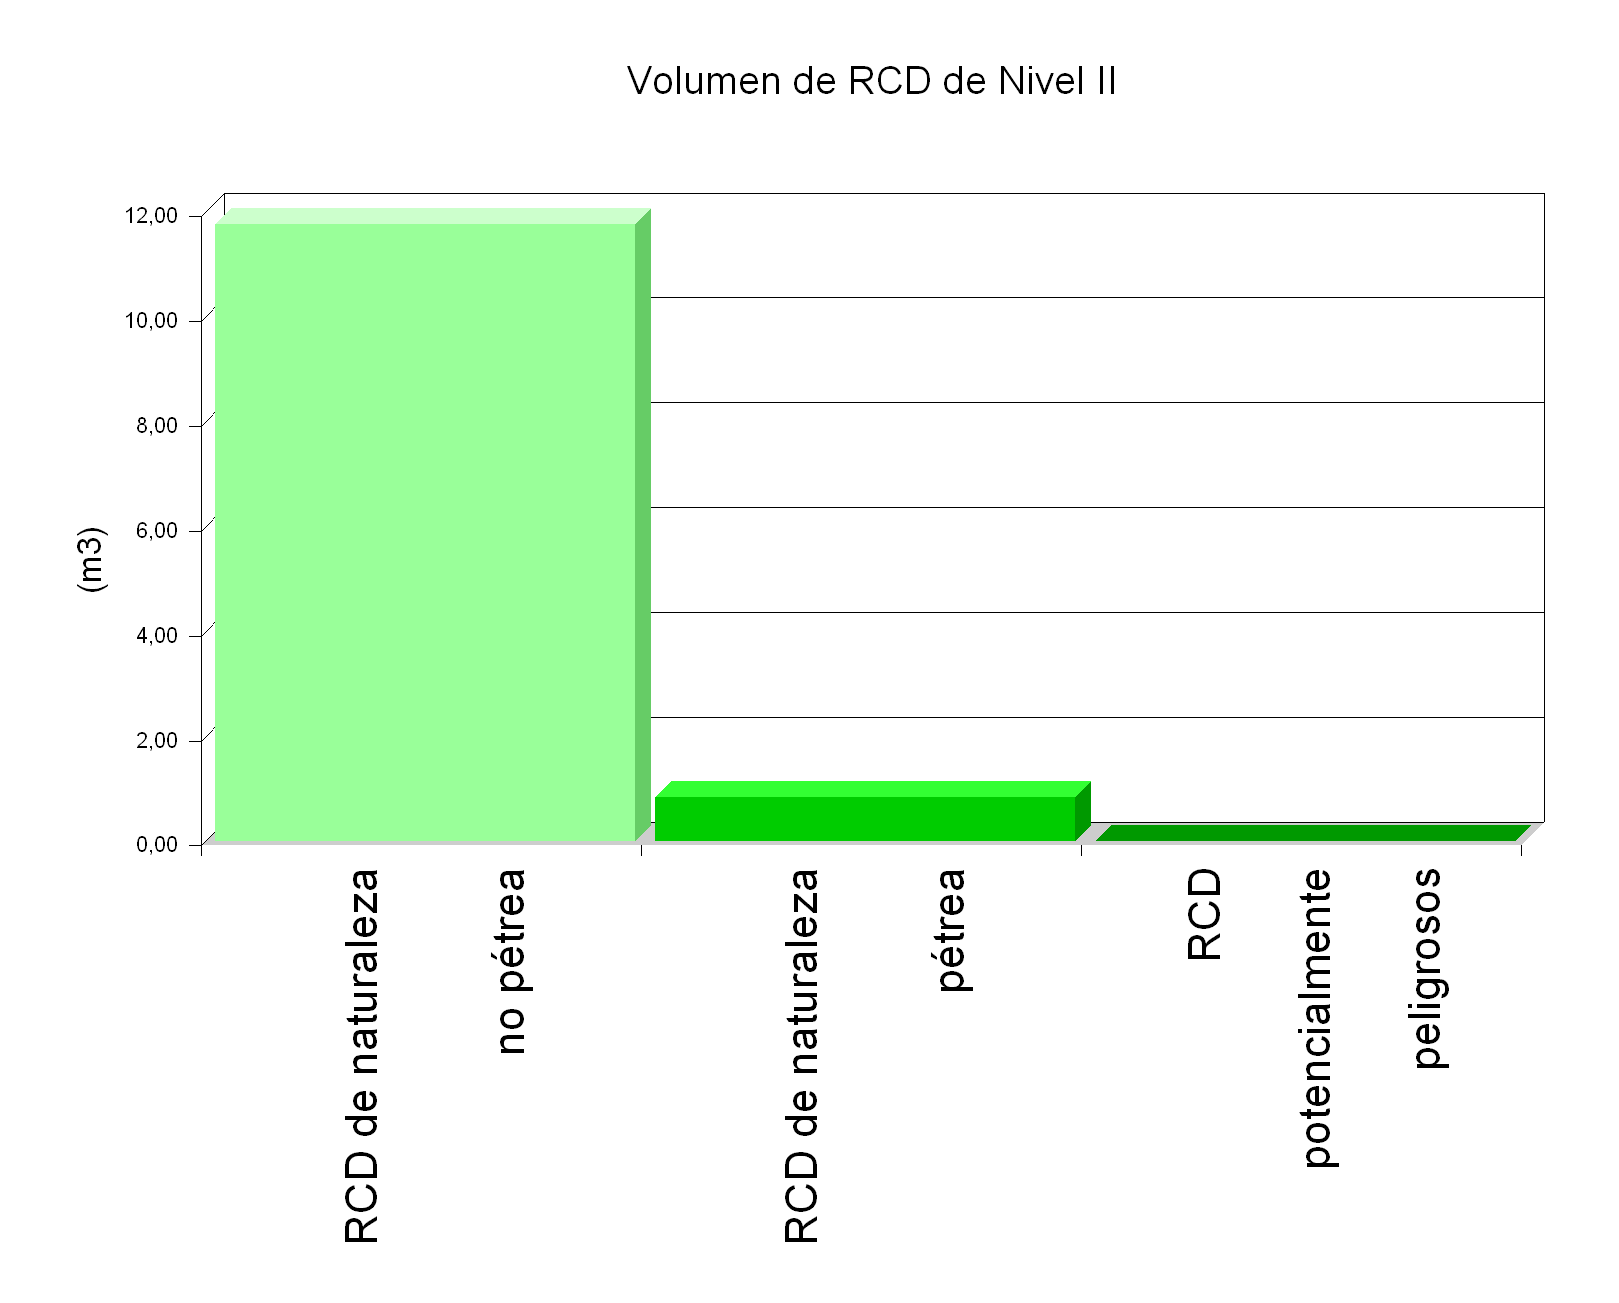 Volumen de RCD de Nivel II
12,00
10,00
8,00
6,00
4,00
2,00
0,00
(m3)
RCD de naturaleza
no pétrea
RCD de naturaleza
pétrea
RCD
potencialmente
peligrosos